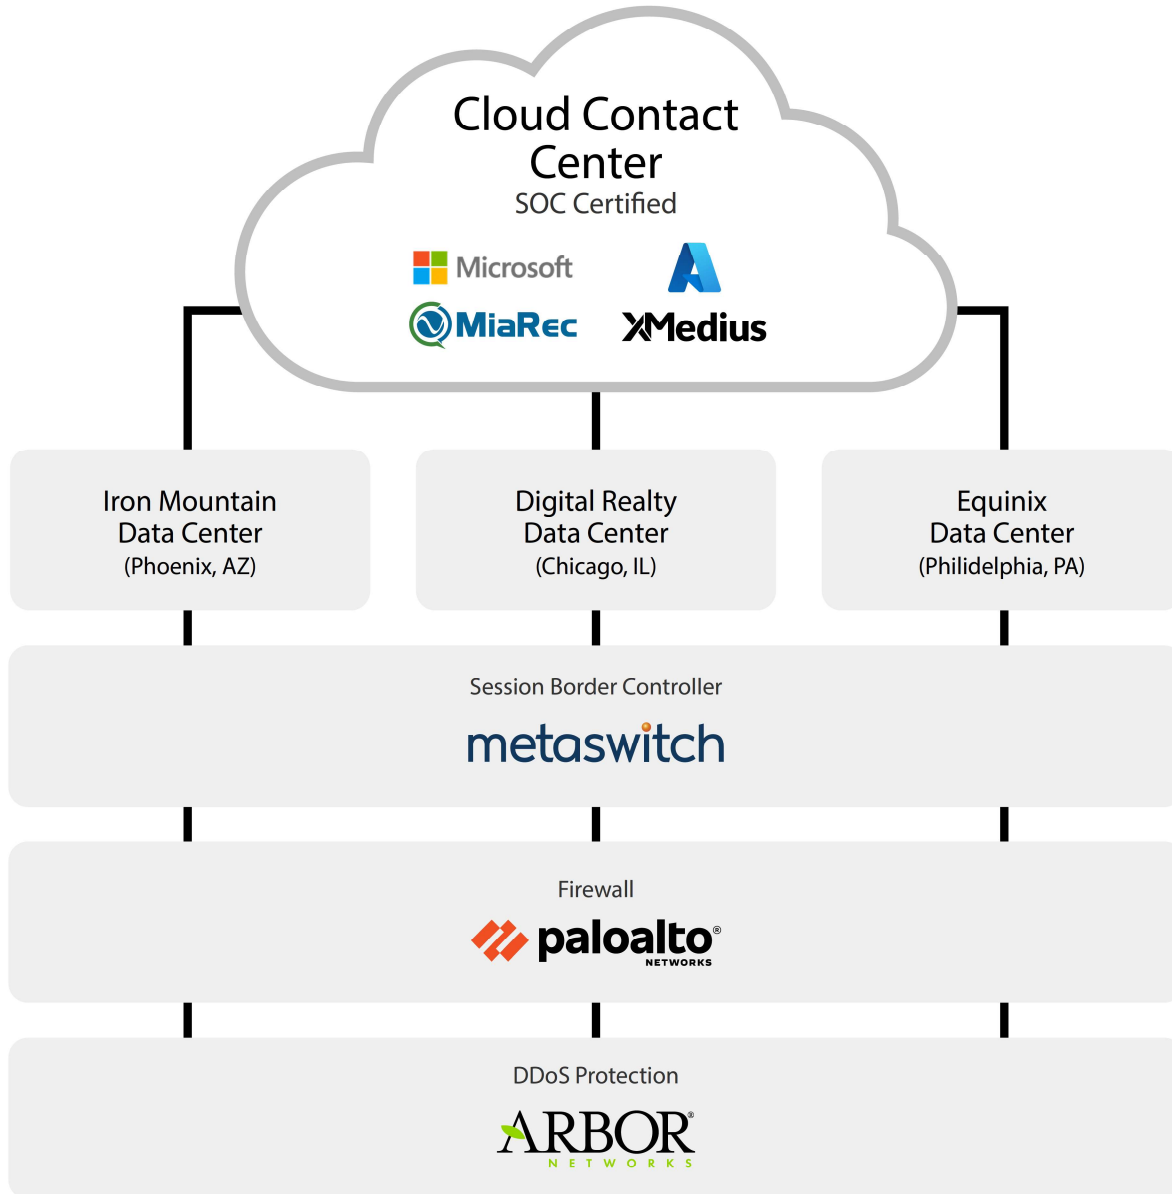 Cloud Contact
Center
SOC Certified
Microsoft
MiaRec
XMedius
Iron Mountain
Data Center
(Phoenix, AZ)
Digital Realty
Data Center
(Chicago, IL)
Equinix
Data Center
(Philidelphia, PA)
Session Border Controller
metaswitch
Firewall
paloalto®
NETWORKS
DDoS Protection
ARBOR®
NETWORKS